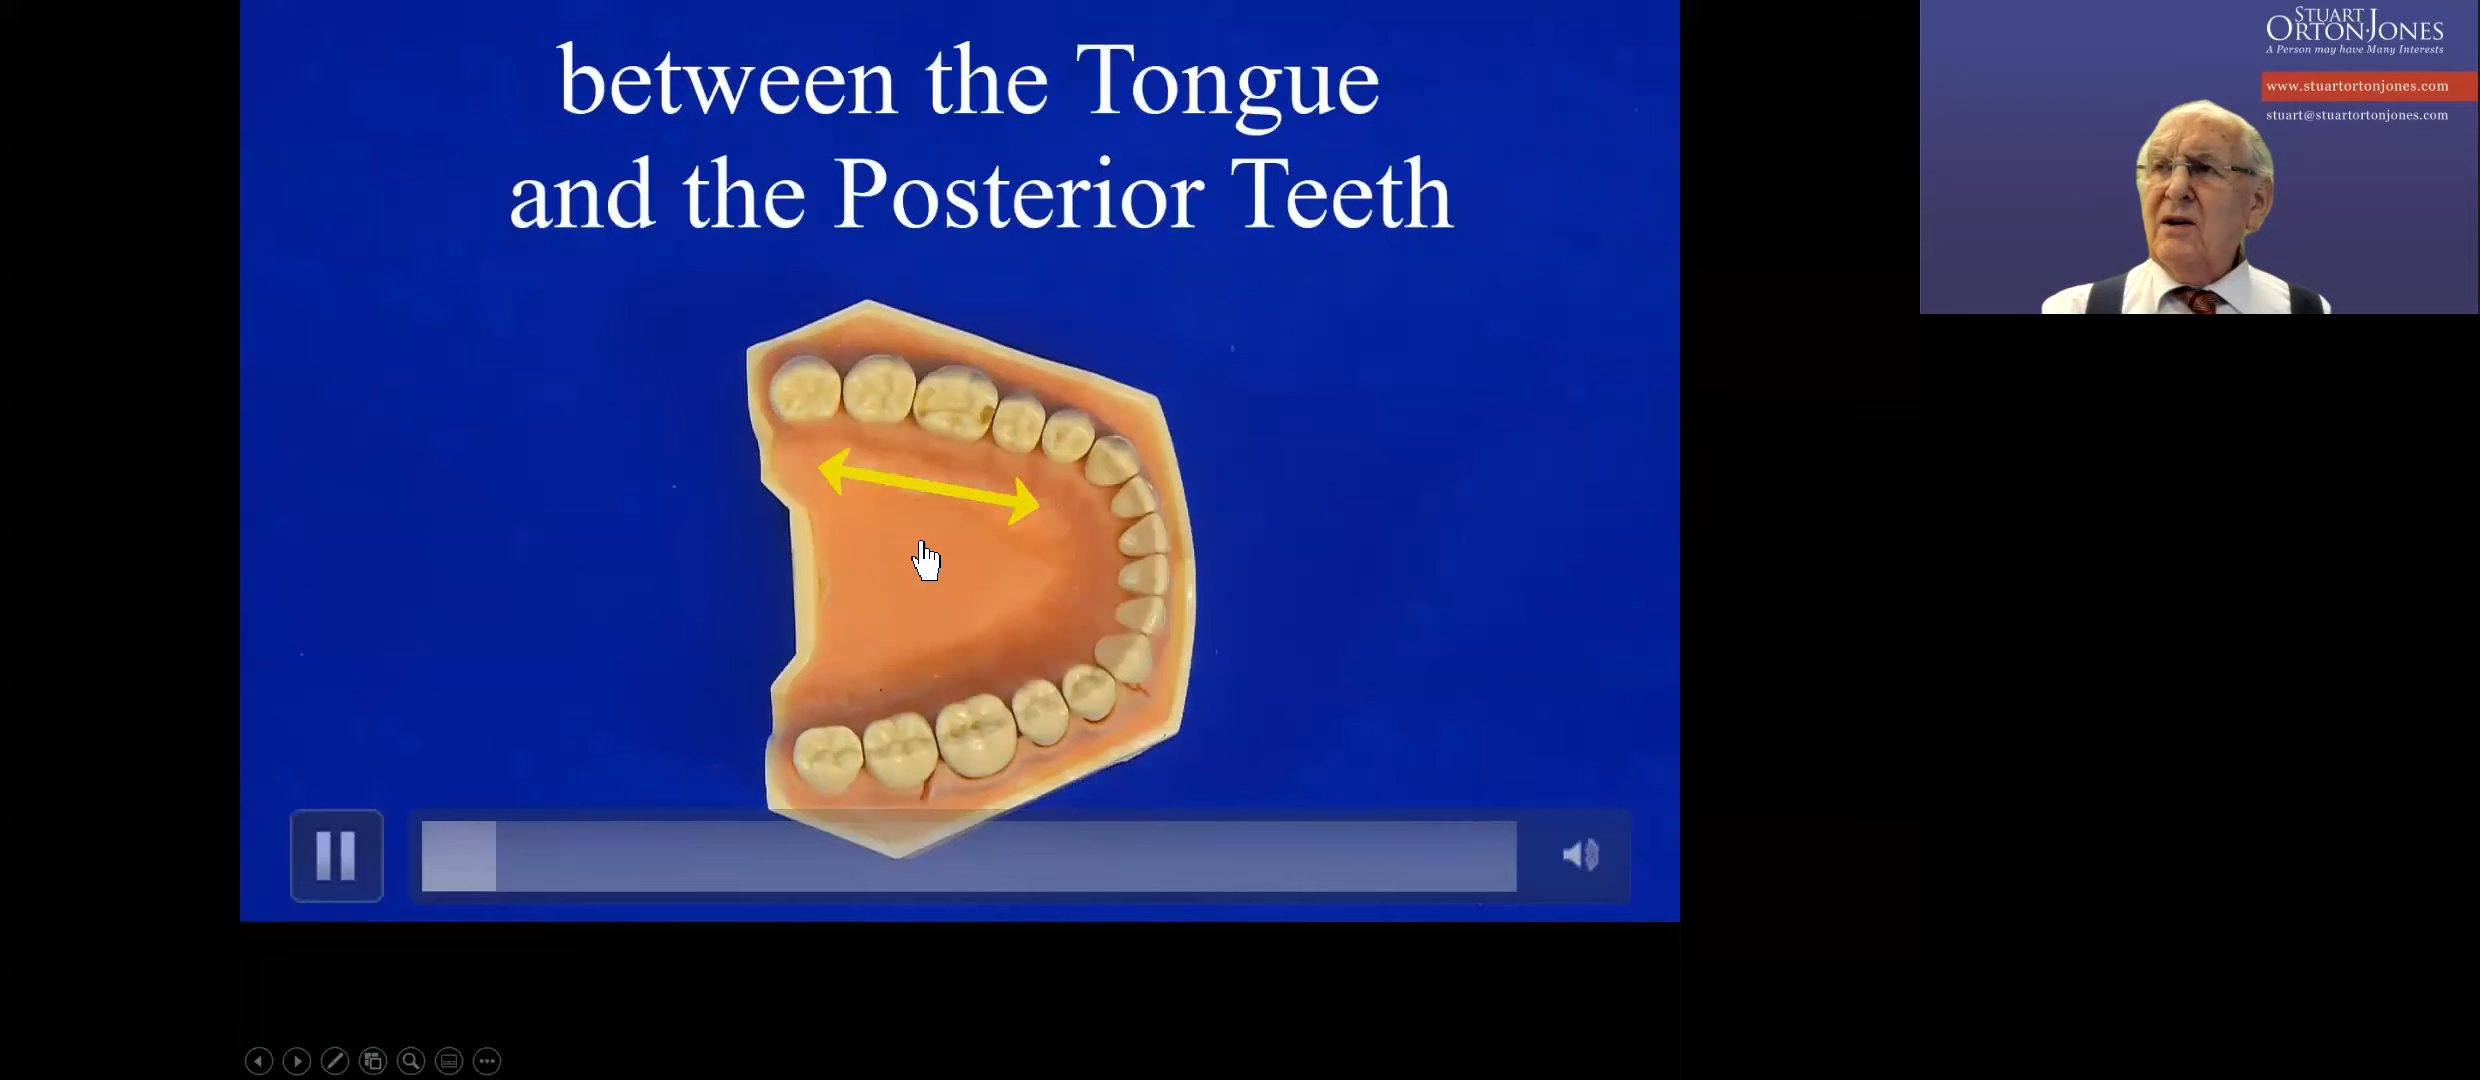 between the Tongue
and the Posterior Teeth
STUART
ORTON-JONES
A Person may have Many Interests
www.stuartortonjones.com
stuart@stuartortonjones.com